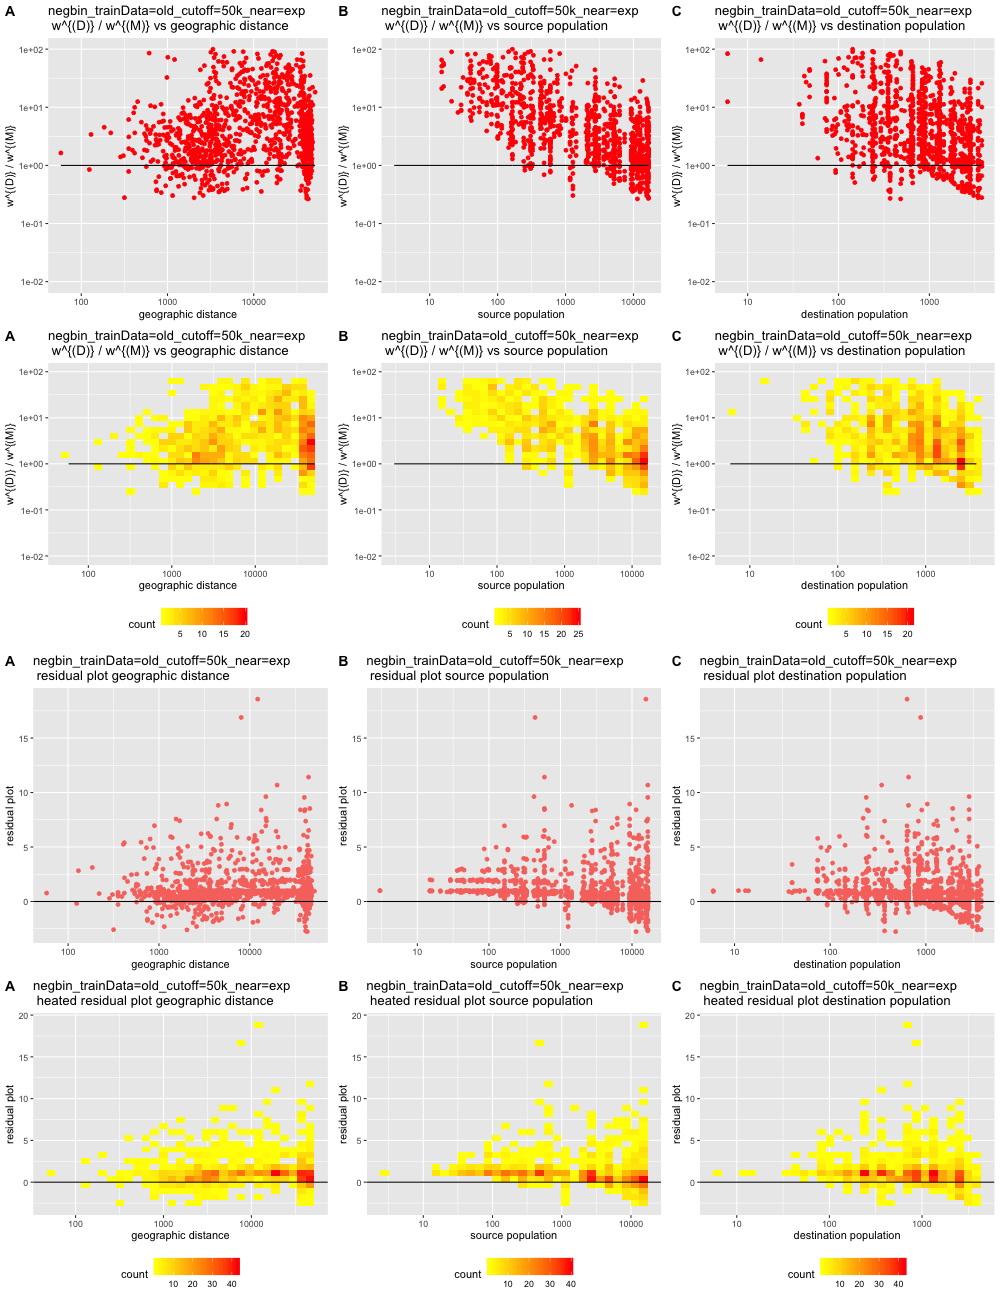 A negbin_trainData=old_cutoff=50k_near=exp
w^{(D)} / w^{(M)} vs geographic distance
1e+02
1e+01
1e+00
1e-01
1e-02
w^{(D)} / w^{(M)}
100 1000 10000
geographic distance
B negbin_trainData=old_cutoff=50k_near=exp
w^{(D)} / w^{(M)} vs source population
1e+02
1e+01
1e+00
1e-01
1e-02
w^{(D)} / w^{(M)}
10 100 1000 10000
source population
C negbin_trainData=old_cutoff=50k_near=exp
w^{(D)} / w^{(M)} vs destination population
1e+02
1e+01
1e+00
1e-01
1e-02
w^{(D)} / w^{(M)}
10 100 1000
destination population
A negbin_trainData=old_cutoff=50k_near=exp
w^{(D)} / w^{(M)} vs geographic distance
1e+02
1e+01
1e+00
1e-01
1e-02
w^{(D)} / w^{(M)}
100 1000 10000
geographic distance
count
5 10 15 20
B negbin_trainData=old_cutoff=50k_near=exp
w^{(D)} / w^{(M)} vs source population
1e+02
1e+01
1e+00
1e-01
1e-02
w^{(D)} / w^{(M)}
10 100 1000 10000
source population
count
5 10 15 20 25
C negbin_trainData=old_cutoff=50k_near=exp
w^{(D)} / w^{(M)} vs destination population
1e+02
1e+01
1e+00
1e-01
1e-02
w^{(D)} / w^{(M)}
10 100 1000
destination population
count
5 10 15 20
A negbin_trainData=old_cutoff=50k_near=exp
residual plot geographic distance
15
10
5
0
residual plot
100 1000 10000
geographic distance
B negbin_trainData=old_cutoff=50k_near=exp
residual plot source population
15
10
5
0
residual plot
10 100 1000 10000
source population
C negbin_trainData=old_cutoff=50k_near=exp
residual plot destination population
15
10
5
0
residual plot
10 100 1000
destination population
A negbin_trainData=old_cutoff=50k_near=exp
heated residual plot geographic distance
20
15
10
5
0
residual plot
100 1000 10000
geographic distance
count
10 20 30 40
B negbin_trainData=old_cutoff=50k_near=exp
heated residual plot source population
20
15
10
5
0
residual plot
10 100 1000 10000
source population
count
10 20 30 40
C negbin_trainData=old_cutoff=50k_near=exp
heated residual plot destination population
20
15
10
5
0
residual plot
10 100 1000
destination population
count
10 20 30 40